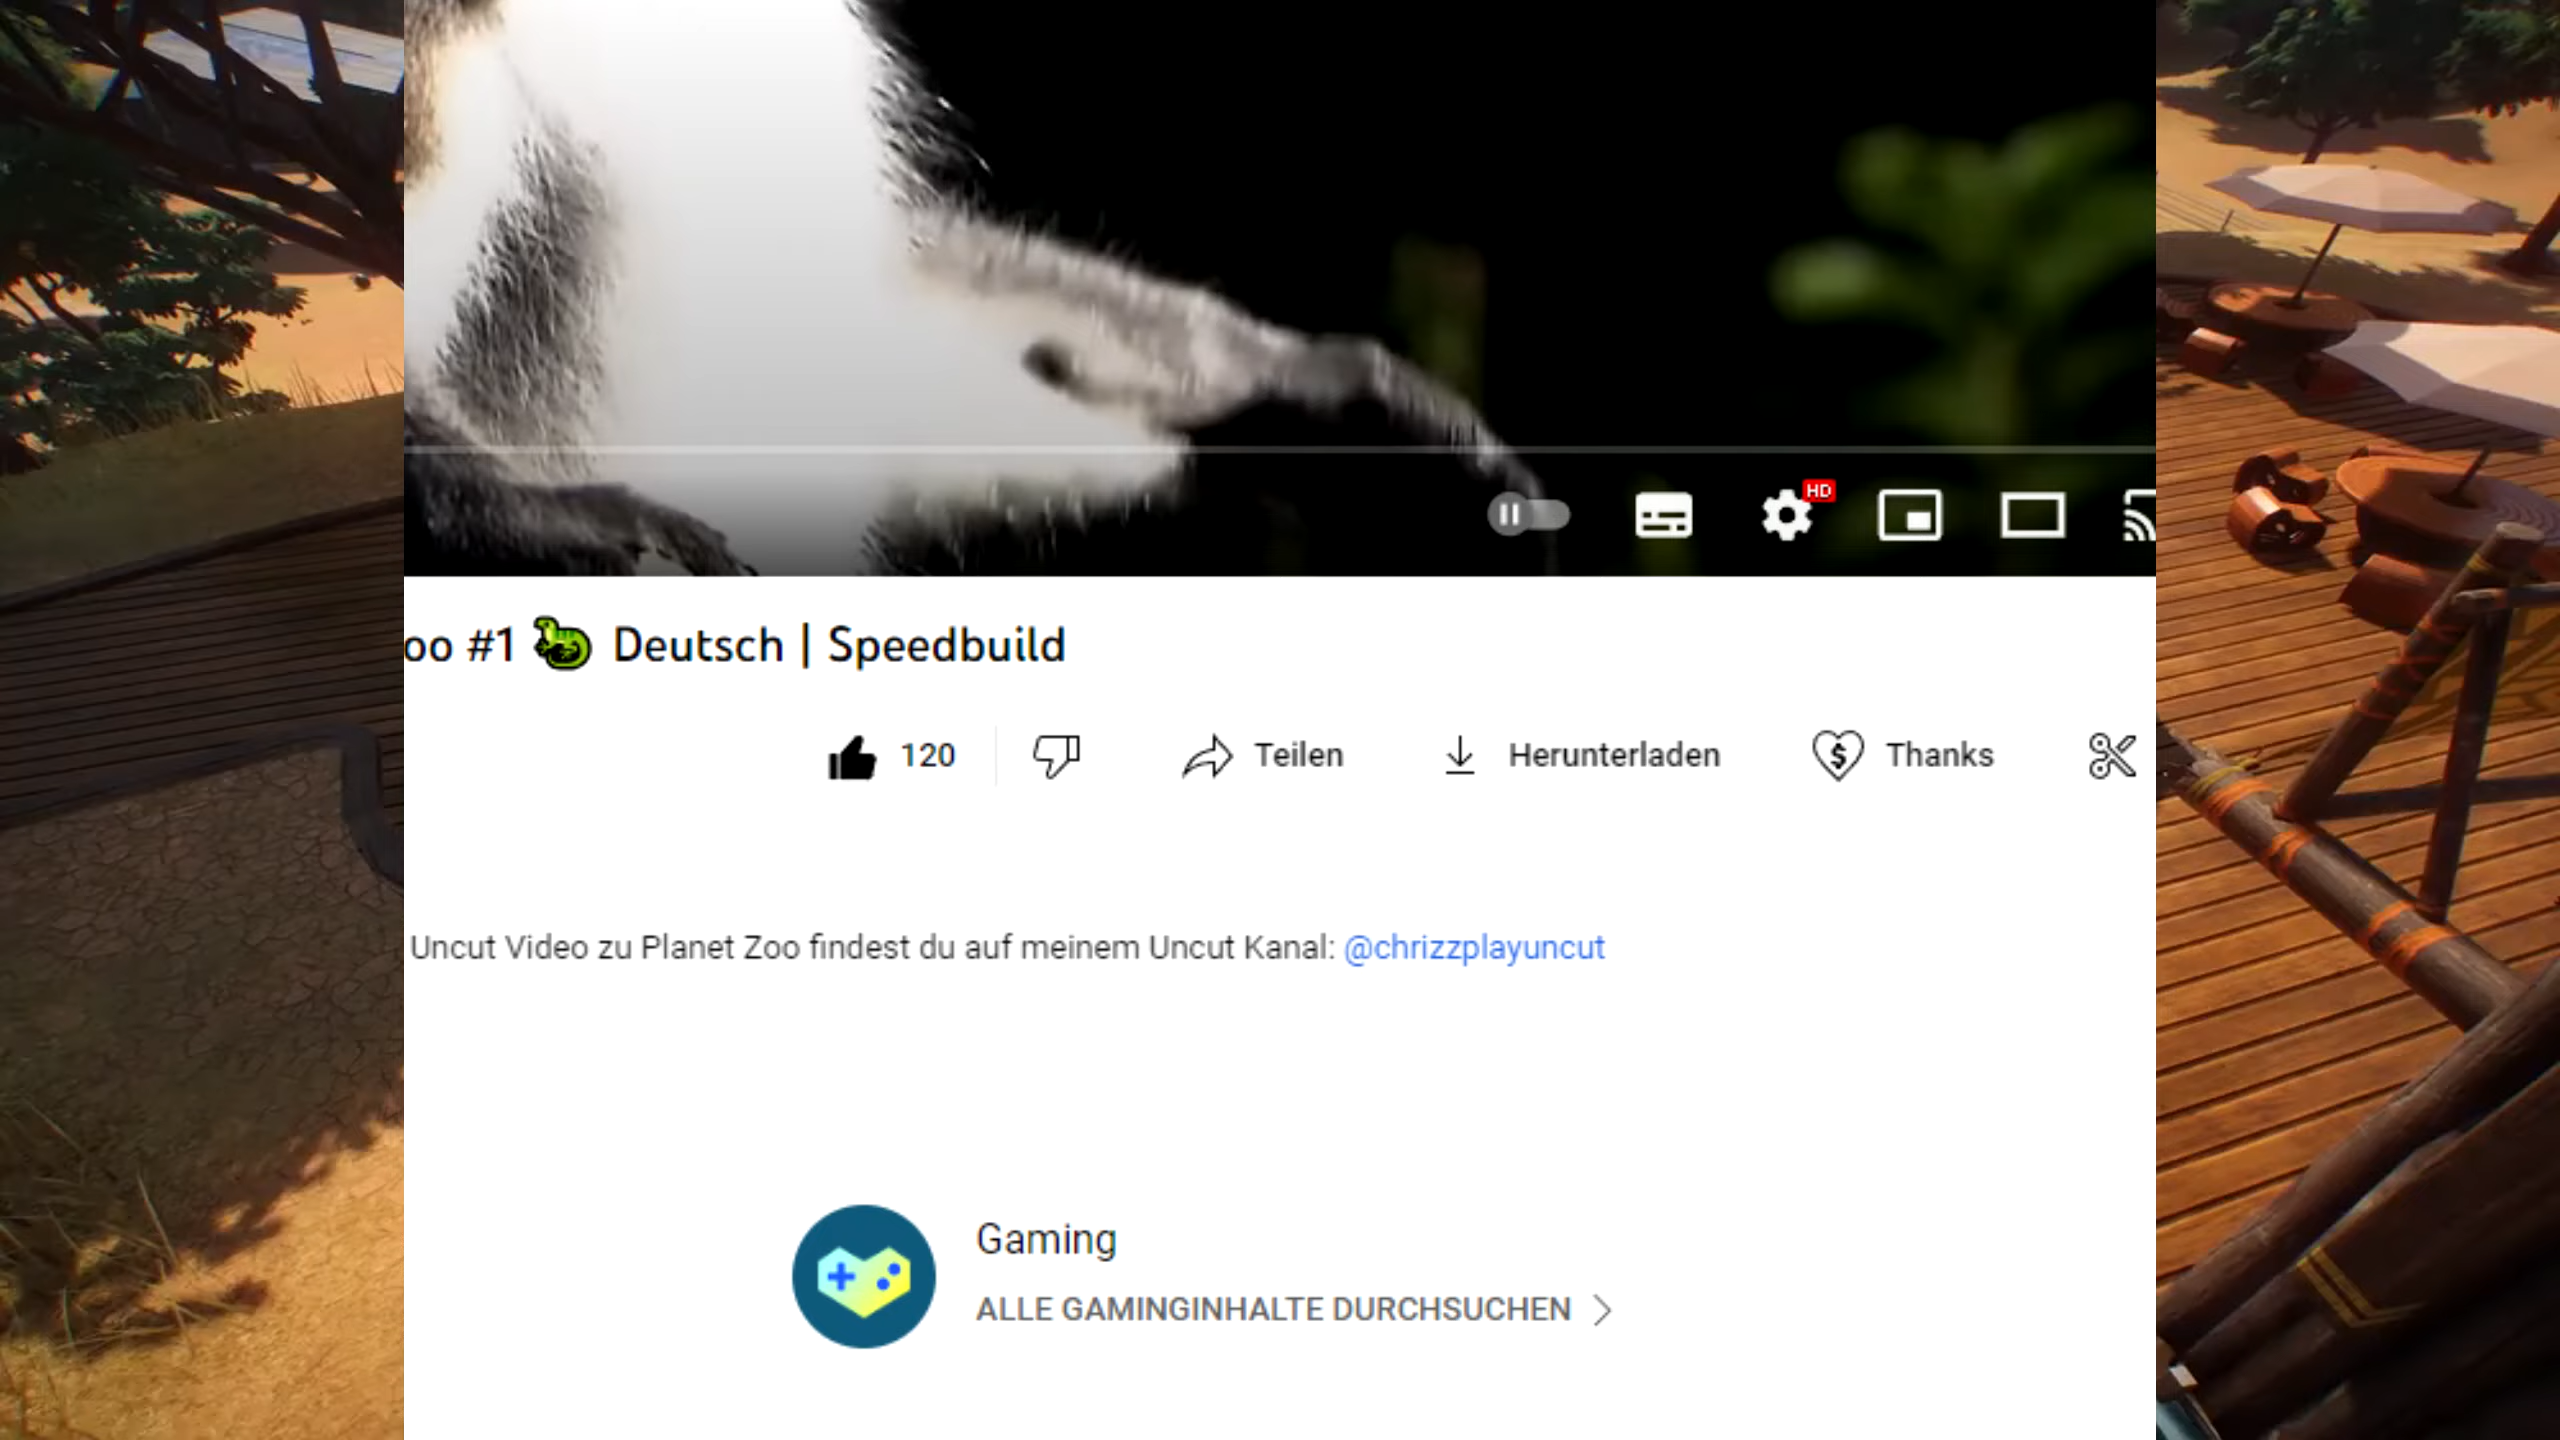 HD
oo #1 Deutsch | Speedbuild
120 Teilen Herunterladen Thanks
Uncut Video zu Planet Zoo findest du auf meinem Uncut Kanal: @chrizzplayuncut
Gaming
ALLE GAMINGINHALTE DURCHSUCHEN